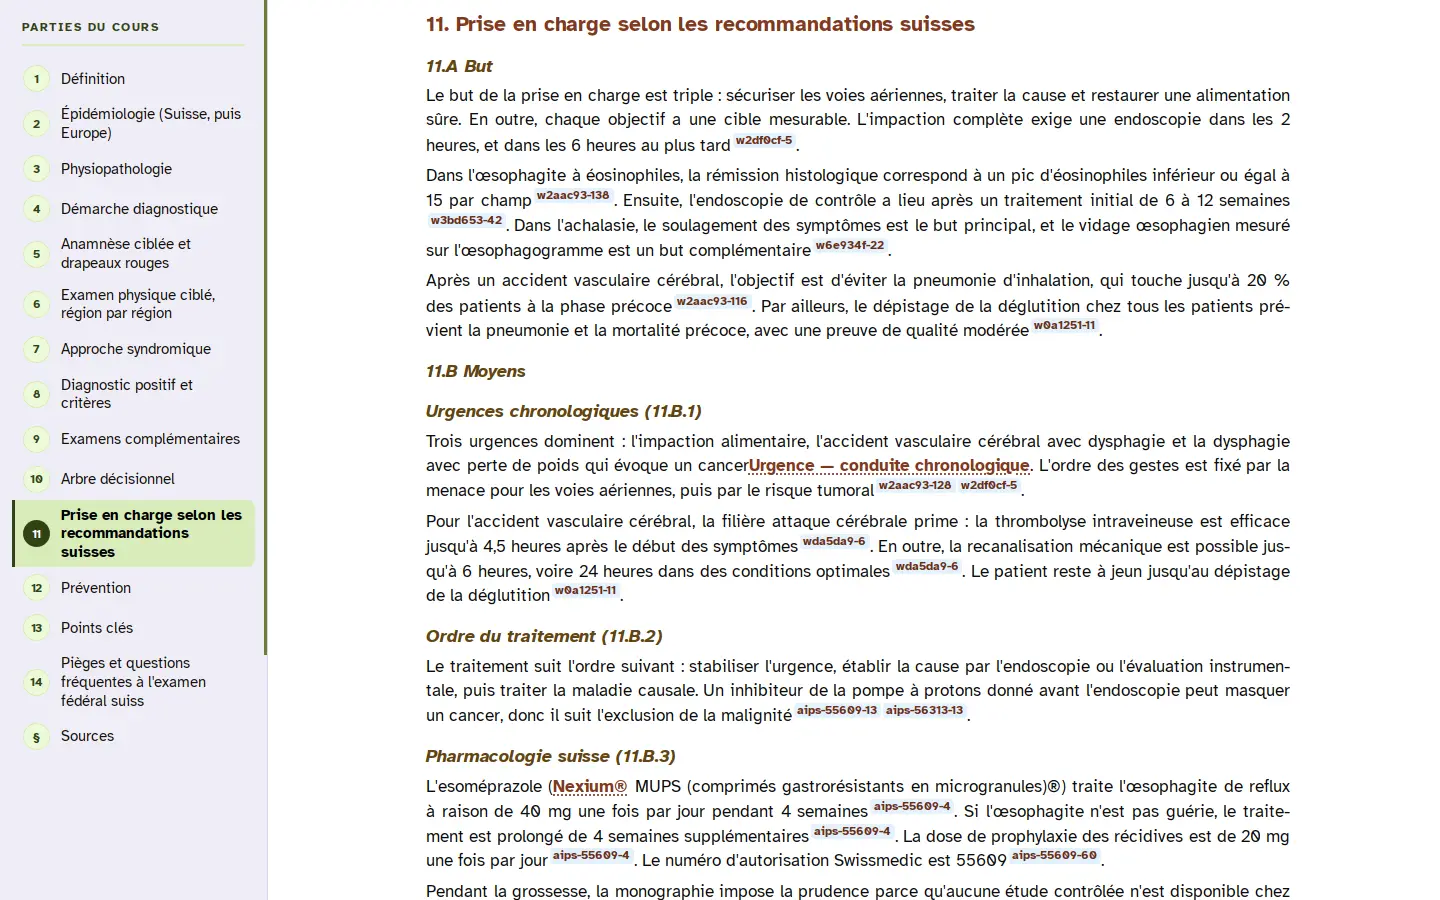 PARTIES DU COURS
1 Définition
2 Épidémiologie (Suisse, puis
Europe)
3 Physiopathologie
4 Démarche diagnostique
5 Anamnèse ciblée et
drapeaux rouges
6 Examen physique ciblé,
région par région
7 Approche syndromique
8 Diagnostic positif et
critères
9 Examens complémentaires
10 Arbre décisionnel
11 Prise en charge selon les
recommandations
suisses
12 Prévention
13 Points clés
14 Pièges et questions
fréquentes à l'examen
fédéral suiss
§ Sources
11. Prise en charge selon les recommandations suisses
11.A But
Le but de la prise en charge est triple : sécuriser les voies aériennes, traiter la cause et restaurer une alimentation
sûre. En outre, chaque objectif a une cible mesurable. L'impaction complète exige une endoscopie dans les 2
heures, et dans les 6 heures au plus tard w2df0cf-5.
Dans l'œsophagite à éosinophiles, la rémission histologique correspond à un pic d'éosinophiles inférieur ou égal à
15 par champ w2aac93-138. Ensuite, l'endoscopie de contrôle a lieu après un traitement initial de 6 à 12 semaines
w3bd653-42. Dans l'achalasie, le soulagement des symptômes est le but principal, et le vidage œsophagien mesuré
sur l'œsophagogramme est un but complémentaire w6e934f-22.
Après un accident vasculaire cérébral, l'objectif est d'éviter la pneumonie d'inhalation, qui touche jusqu'à 20 %
des patients à la phase précoce w2aac93-116. Par ailleurs, le dépistage de la déglutition chez tous les patients pré-
vient la pneumonie et la mortalité précoce, avec une preuve de qualité modérée w0a1251-11.
11.B Moyens
Urgences chronologiques (11.B.1)
Trois urgences dominent : l'impaction alimentaire, l'accident vasculaire cérébral avec dysphagie et la dysphagie
avec perte de poids qui évoque un cancerUrgence — conduite chronologique. L'ordre des gestes est fixé par la
menace pour les voies aériennes, puis par le risque tumoral w2aac93-128 w2df0cf-5.
Pour l'accident vasculaire cérébral, la filière attaque cérébrale prime : la thrombolyse intraveineuse est efficace
jusqu'à 4,5 heures après le début des symptômes wda5da9-6. En outre, la recanalisation mécanique est possible jus-
qu'à 6 heures, voire 24 heures dans des conditions optimales wda5da9-6. Le patient reste à jeun jusqu'au dépistage
de la déglutition w0a1251-11.
Ordre du traitement (11.B.2)
Le traitement suit l'ordre suivant : stabiliser l'urgence, établir la cause par l'endoscopie ou l'évaluation instrumen-
tale, puis traiter la maladie causale. Un inhibiteur de la pompe à protons donné avant l'endoscopie peut masquer
un cancer, donc il suit l'exclusion de la malignité aips-55609-13 aips-56313-13.
Pharmacologie suisse (11.B.3)
L'esoméprazole (Nexium® MUPS (comprimés gastrorésistants en microgranules)®) traite l'œsophagite de reflux
à raison de 40 mg une fois par jour pendant 4 semaines aips-55609-4. Si l'œsophagite n'est pas guérie, le traite-
ment est prolongé de 4 semaines supplémentaires aips-55609-4. La dose de prophylaxie des récidives est de 20 mg
une fois par jour aips-55609-4. Le numéro d'autorisation Swissmedic est 55609 aips-55609-60.
Pendant la grossesse, la monographie impose la prudence parce qu'aucune étude contrôlée n'est disponible chez